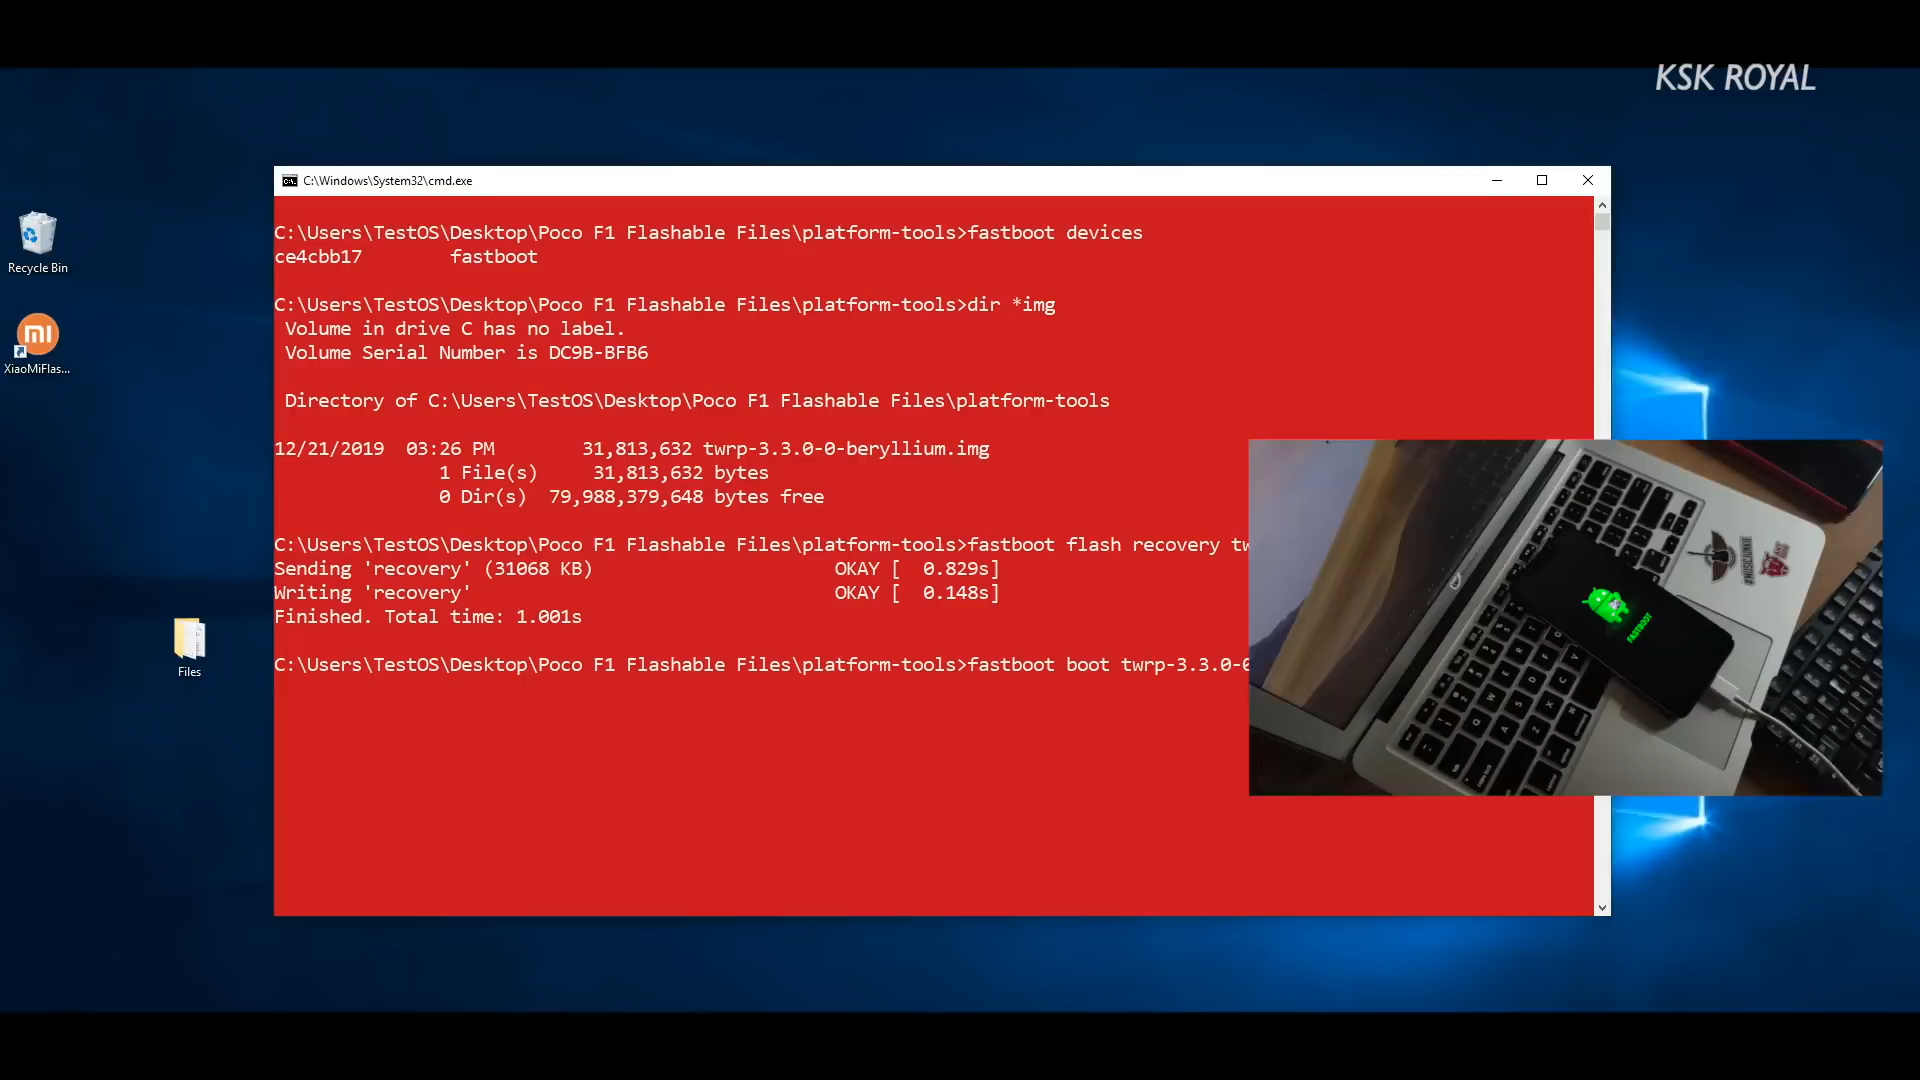 KSK ROYAL
C:\Windows\System32\cmd.exe
C:\Users\TestOS\Desktop\Poco F1 Flashable Files\platform-tools>fastboot devices
ce4cbb17        fastboot
C:\Users\TestOS\Desktop\Poco F1 Flashable Files\platform-tools>dir *img
Volume in drive C has no label.
Volume Serial Number is DC9B-BFB6
Directory of C:\Users\TestOS\Desktop\Poco F1 Flashable Files\platform-tools
12/21/2019  03:26 PM        31,813,632 twrp-3.3.0-0-beryllium.img
1 File(s)     31,813,632 bytes
0 Dir(s)  79,988,379,648 bytes free
C:\Users\TestOS\Desktop\Poco F1 Flashable Files\platform-tools>fastboot flash recovery tw
Sending 'recovery' (31068 KB)                      OKAY [  0.829s]
Writing 'recovery'                                 OKAY [  0.148s]
Finished. Total time: 1.001s
C:\Users\TestOS\Desktop\Poco F1 Flashable Files\platform-tools>fastboot boot twrp-3.3.0-0
Recycle Bin
mi
XiaoMiFlas...
Files
FASTBOOT
#MUSICJUNKIE